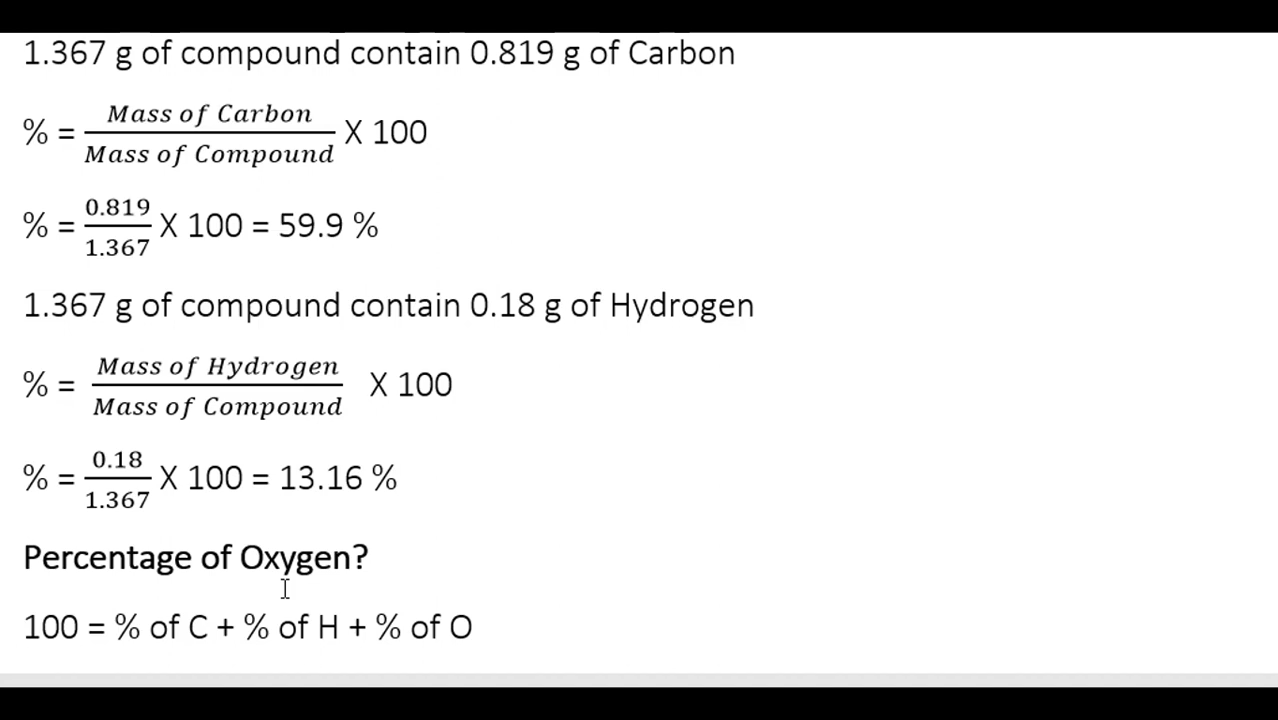 1.367 g of compound contain 0.819 g of Carbon
% = Mass of Carbon / Mass of Compound X 100
% = 0.819 / 1.367 X 100 = 59.9 %
1.367 g of compound contain 0.18 g of Hydrogen
% = Mass of Hydrogen / Mass of Compound X 100
% = 0.18 / 1.367 X 100 = 13.16 %
Percentage of Oxygen?
100 = % of C + % of H + % of O